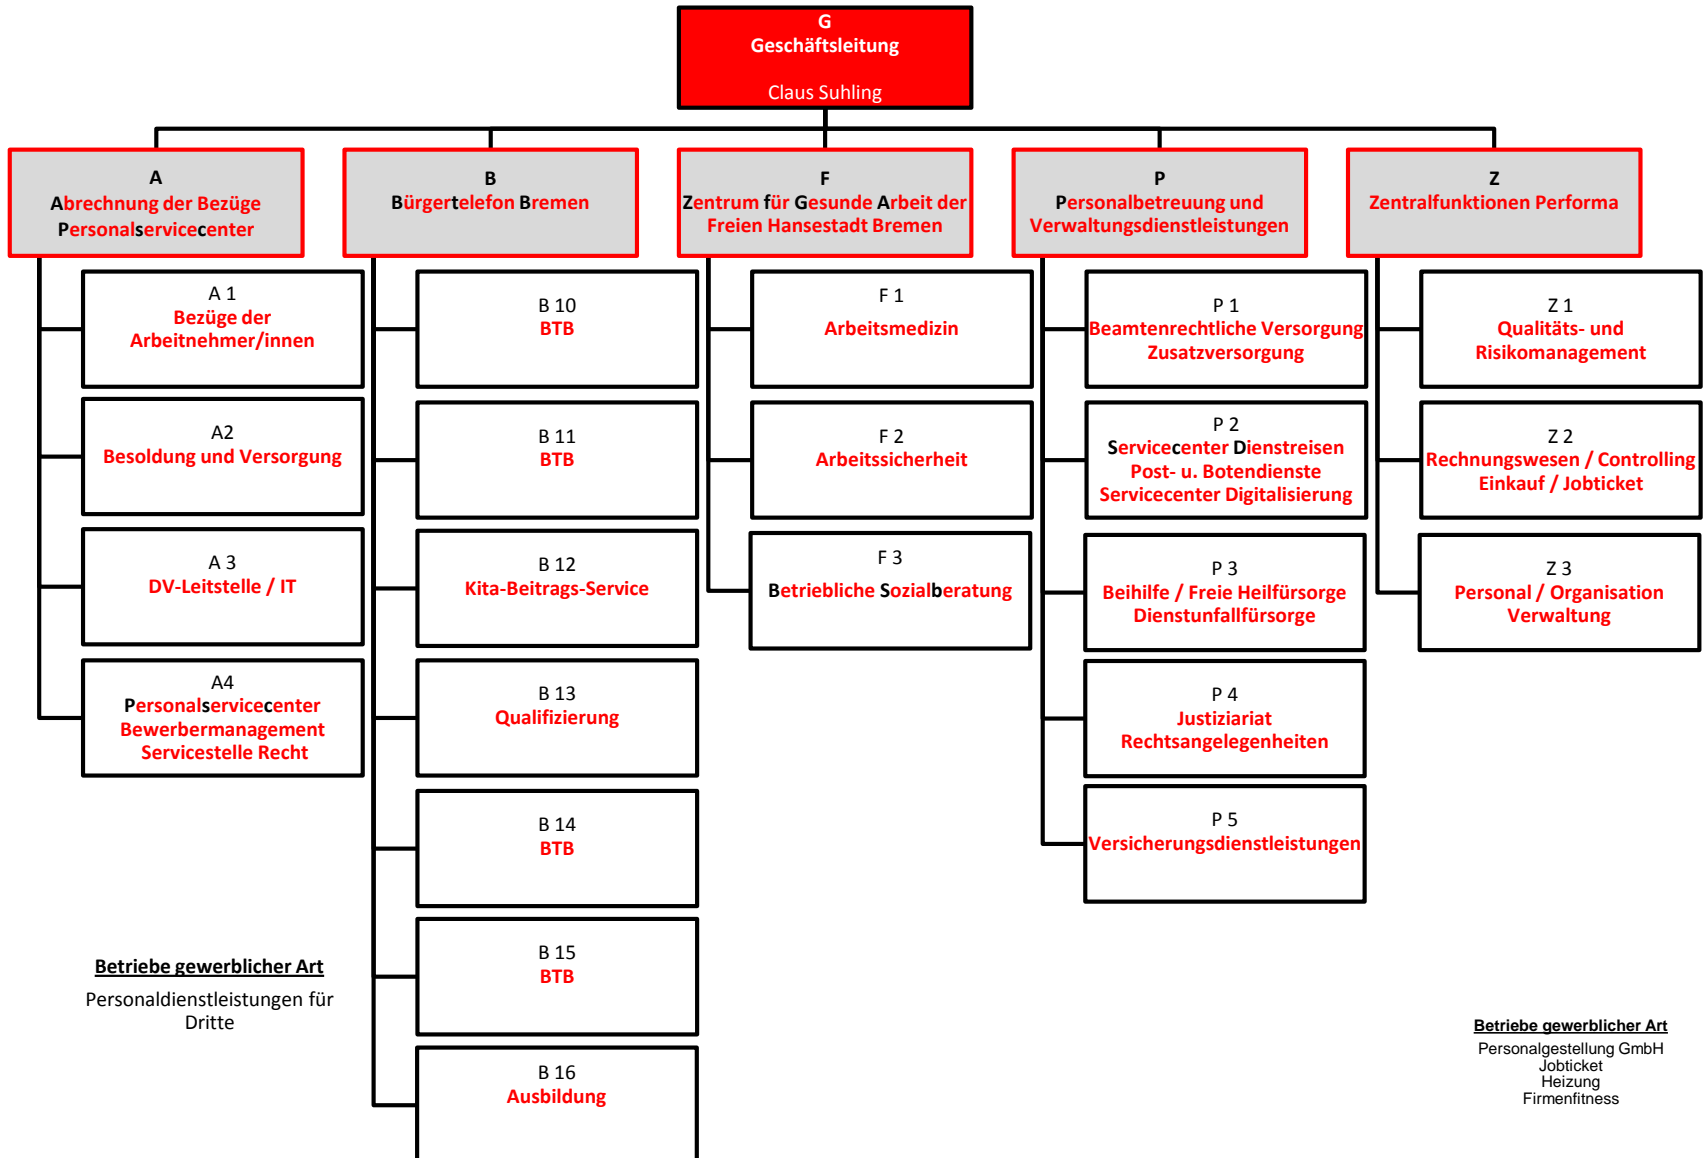 G
Geschäftsleitung
Claus Suhling
A
Abrechnung der Bezüge
Personalservicecenter
A 1
Bezüge der
Arbeitnehmer/innen
A2
Besoldung und Versorgung
A 3
DV-Leitstelle / IT
A4
Personalservicecenter
Bewerbermanagement
Servicestelle Recht
Betriebe gewerblicher Art
Personaldienstleistungen für
Dritte
B
Bürgertelefon Bremen
B 10
BTB
B 11
BTB
B 12
Kita-Beitrags-Service
B 13
Qualifizierung
B 14
BTB
B 15
BTB
B 16
Ausbildung
F
Zentrum für Gesunde Arbeit der
Freien Hansestadt Bremen
F 1
Arbeitsmedizin
F 2
Arbeitssicherheit
F 3
Betriebliche Sozialberatung
P
Personalbetreuung und
Verwaltungsdienstleistungen
P 1
Beamtenrechtliche Versorgung
Zusatzversorgung
P 2
Servicecenter Dienstreisen
Post- u. Botendienste
Servicecenter Digitalisierung
P 3
Beihilfe / Freie Heilfürsorge
Dienstunfallfürsorge
P 4
Justiziariat
Rechtsangelegenheiten
P 5
Versicherungsdienstleistungen
Z
Zentralfunktionen Performa
Z 1
Qualitäts- und
Risikomanagement
Z 2
Rechnungswesen / Controlling
Einkauf / Jobticket
Z 3
Personal / Organisation
Verwaltung
Betriebe gewerblicher Art
Personalgestellung GmbH
Jobticket
Heizung
Firmenfitness